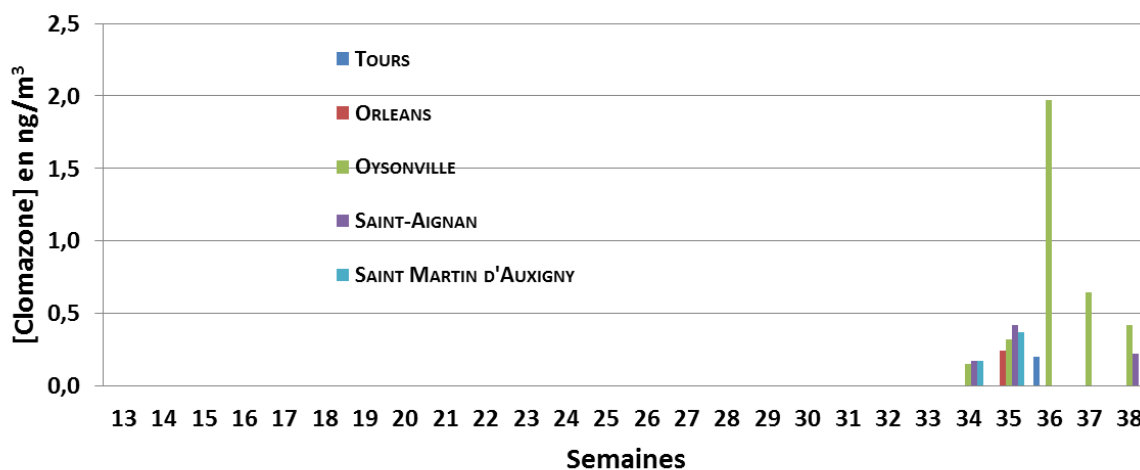 [Clomazone] en ng/m³
2,5
2,0
1,5
1,0
0,5
0,0
TOURS
ORLEANS
OYSONVILLE
SAINT-AIGNAN
SAINT MARTIN D'AUXIGNY
13 14 15 16 17 18 19 20 21 22 23 24 25 26 27 28 29 30 31 32 33 34 35 36 37 38
Semaines